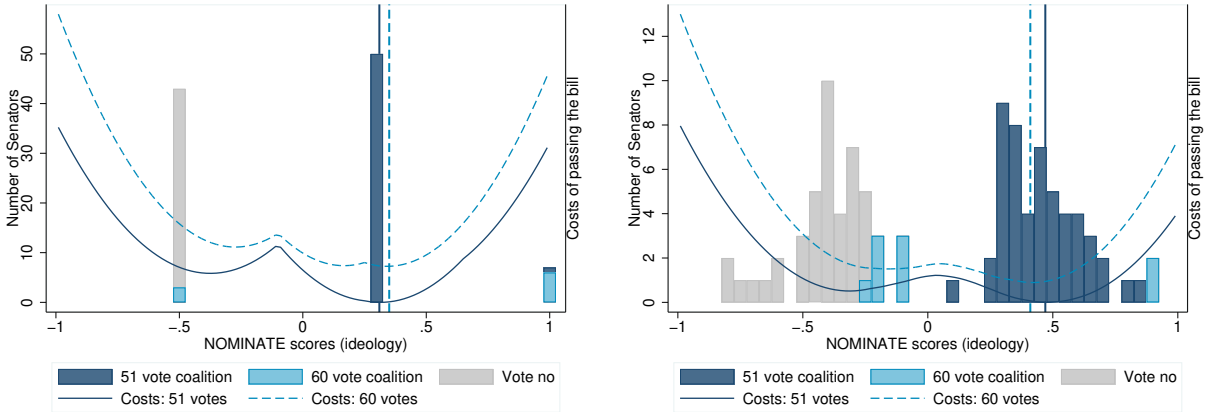 Number of Senators
50
40
30
20
10
0
Costs of passing the bill
−1
−.5
0
.5
1
NOMINATE scores (ideology)
51 vote coalition
60 vote coalition
Vote no
Costs: 51 votes
Costs: 60 votes
Number of Senators
12
10
8
6
4
2
0
Costs of passing the bill
−1
−.5
0
.5
1
NOMINATE scores (ideology)
51 vote coalition
60 vote coalition
Vote no
Costs: 51 votes
Costs: 60 votes